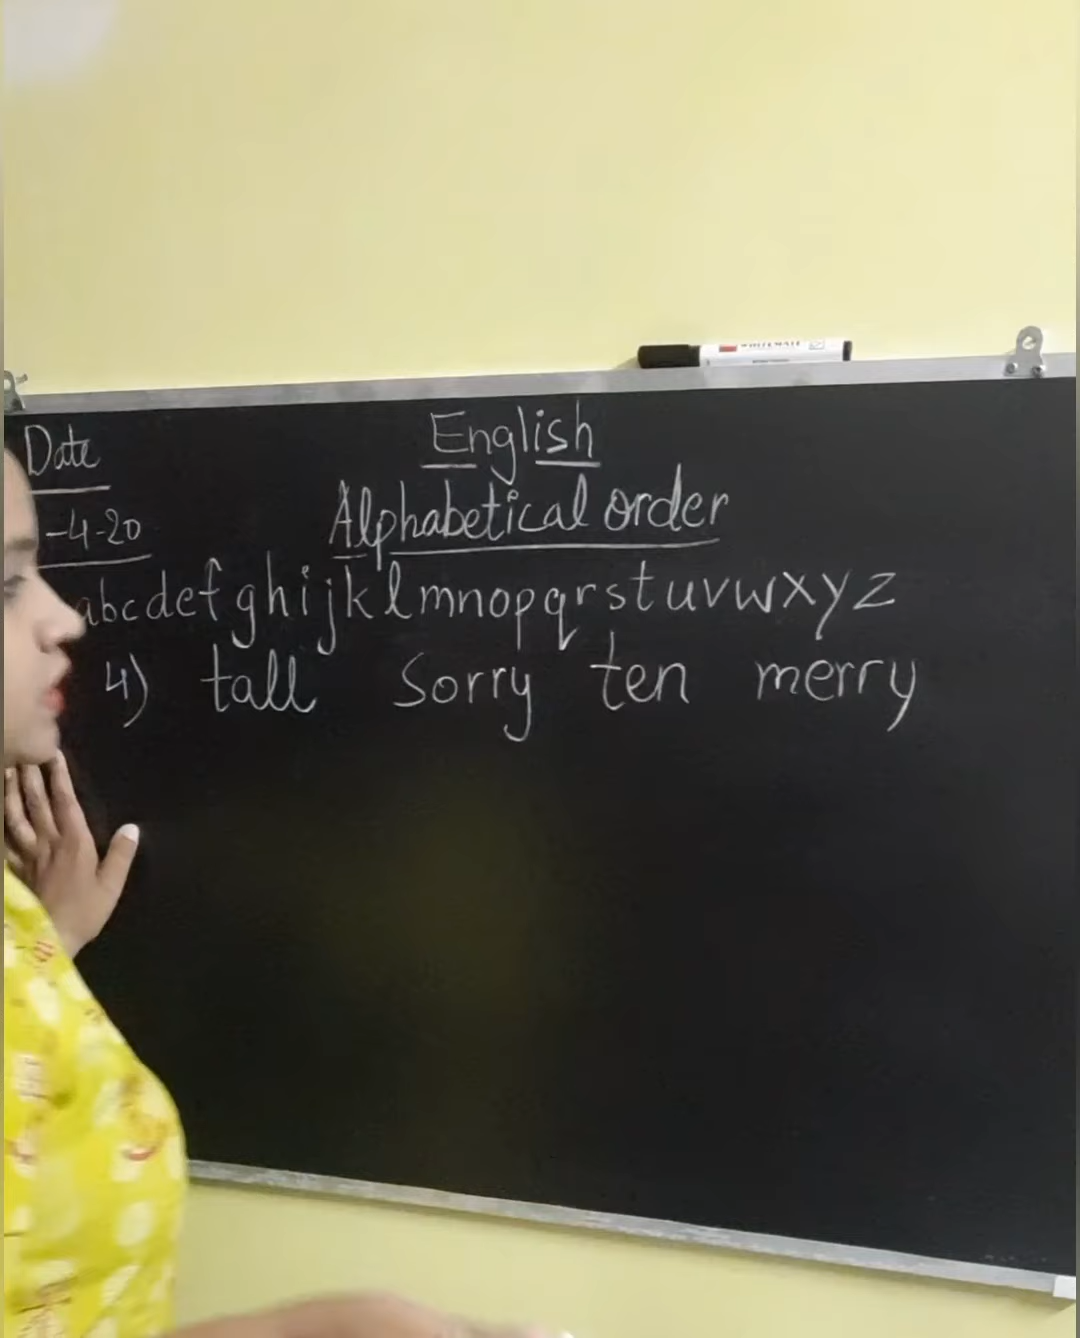 English
Date
Alphabetical order
-4-20
abcdefghijklmnopqrstuvwxyz
4) tall Sorry ten merry